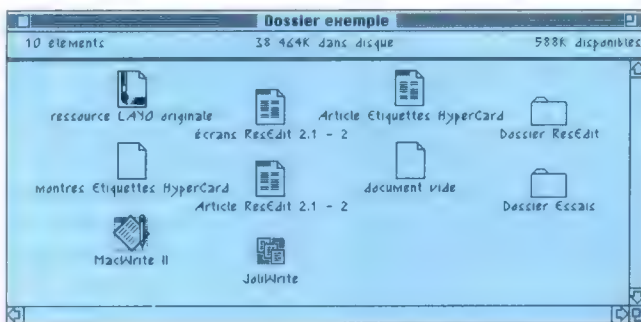 Dossier exemple
10 éléments 38 464K dans disque 588K disponibles
ressource LAYO originale
écrans ResEdit 2.1 - 2
Article Etiquettes HyperCard
Dossier ResEdit
montres Etiquettes HyperCard
Article ResEdit 2.1 - 2
document vide
Dossier Essais
MacWrite II
JoliWrite